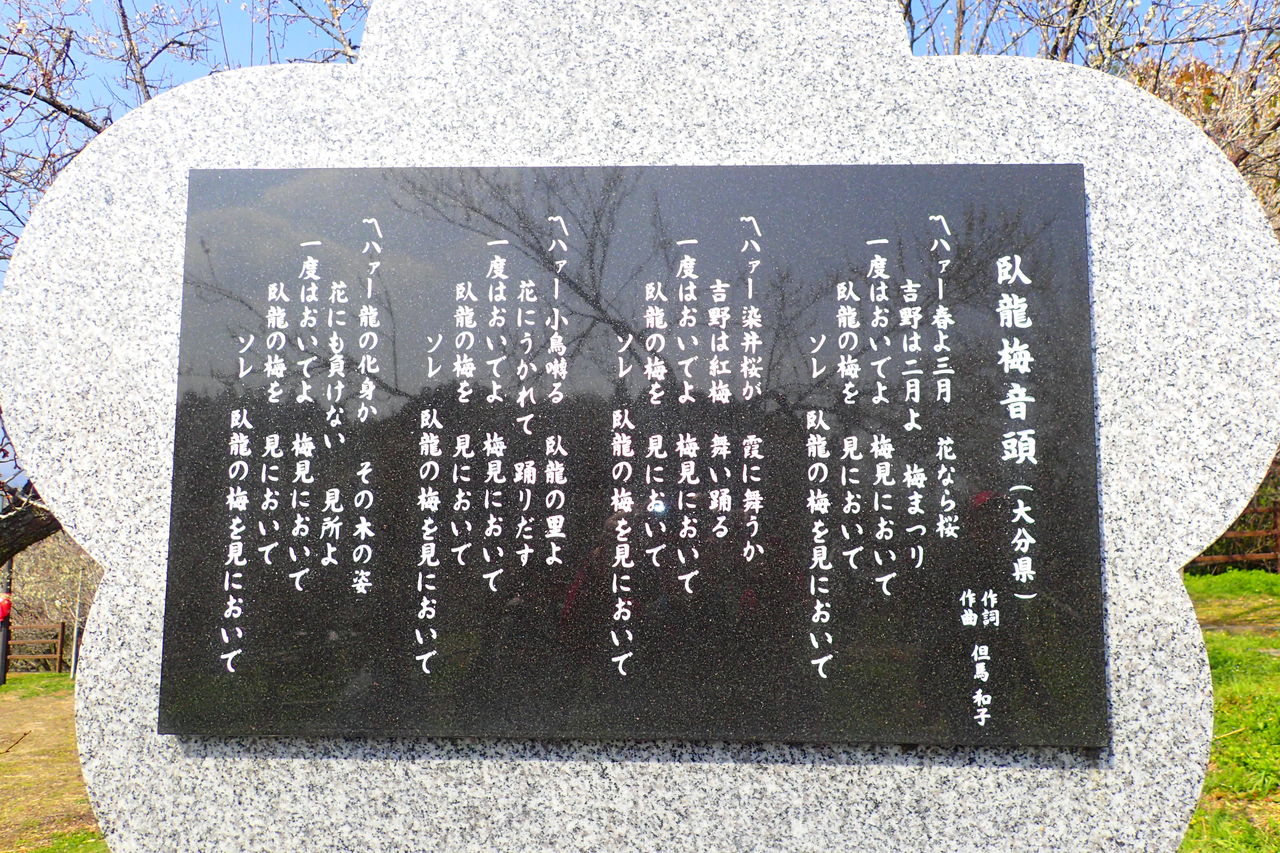 臥龍梅音頭（大分県）
作詞
作曲 但馬 和子
〽ハァー春よ三月 花なら桜
吉野は二月よ 梅まつり
一度はおいでよ 梅見においで
臥龍の梅を 見においで
ソレ 臥龍の梅を見においで
〽ハァー染井桜が 霞に舞うか
吉野は紅梅 舞い踊る
一度はおいでよ 梅見においで
臥龍の梅を 見においで
ソレ 臥龍の梅を見においで
〽ハァー小鳥囀る 臥龍の里よ
花にうかれて 踊りだす
一度はおいでよ 梅見においで
臥龍の梅を 見においで
ソレ 臥龍の梅を見においで
〽ハァー龍の化身か その木の姿
花にも負けない 見所よ
一度はおいでよ 梅見においで
臥龍の梅を 見においで
ソレ 臥龍の梅を見においで